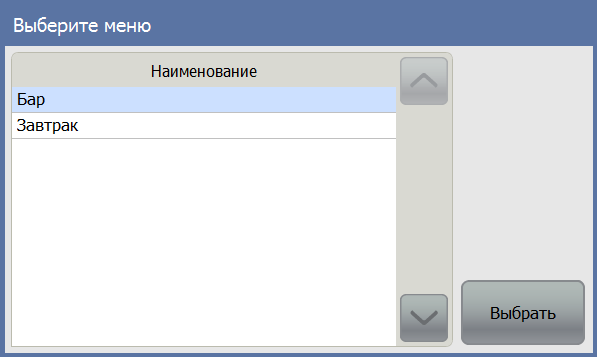 Выберите меню
Наименование
Бар
Завтрак
Выбрать